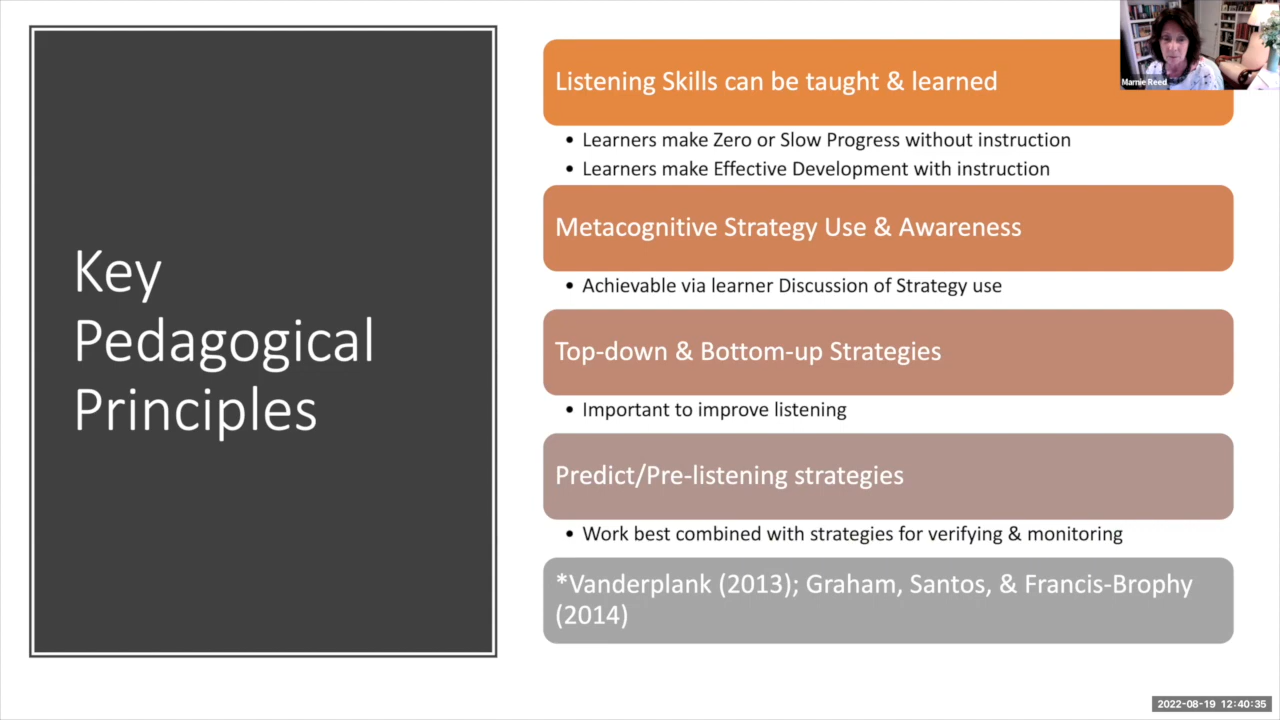 Key
Pedagogical
Principles
Listening Skills can be taught & learned
• Learners make Zero or Slow Progress without instruction
• Learners make Effective Development with instruction
Metacognitive Strategy Use & Awareness
• Achievable via learner Discussion of Strategy use
Top-down & Bottom-up Strategies
• Important to improve listening
Predict/Pre-listening strategies
• Work best combined with strategies for verifying & monitoring
*Vanderplank (2013); Graham, Santos, & Francis-Brophy
(2014)
Marnie Reed
2022-08-19 12:40:35